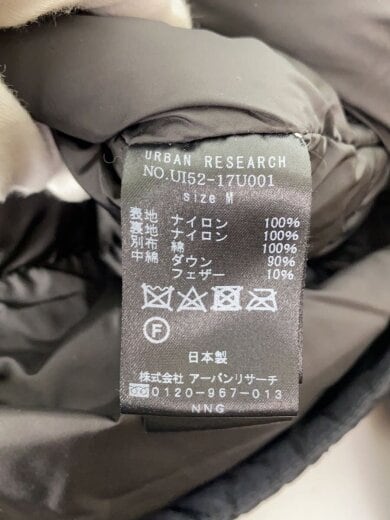 URBAN RESEARCH
NO.UI52-17U001
size M
表地 ナイロン 100%
裏地 ナイロン 100%
別布 綿 100%
中綿 ダウン 90%
フェザー 10%
F
日本製
株式会社 アーバンリサーチ
0120-967-013
NNG